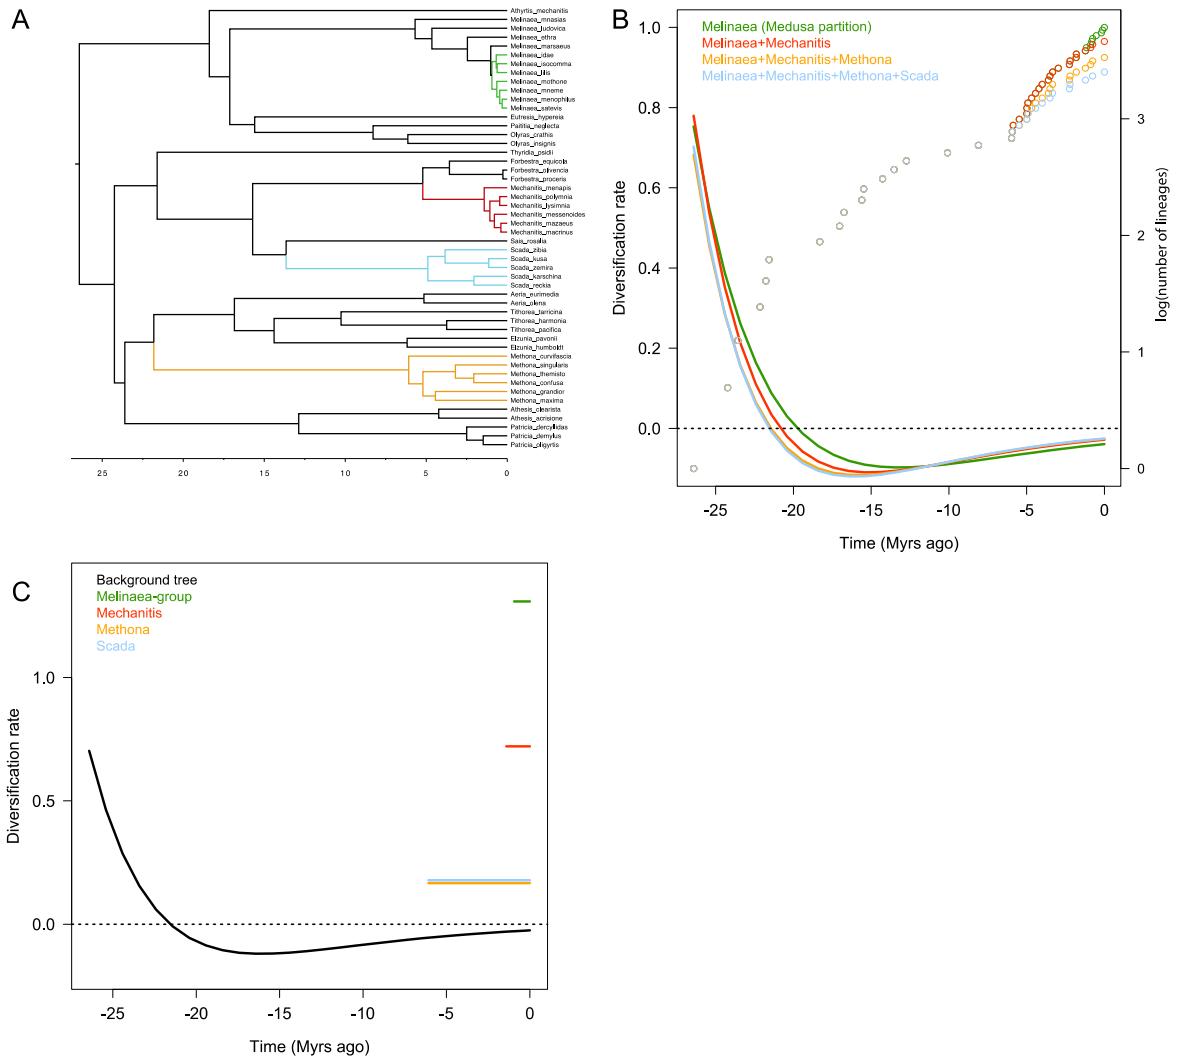 A
Athyrtis_mechanitis
Melinaea_mnasias
Melinaea_ludovica
Melinaea_ethra
Melinaea_marsaeus
Melinaea_idae
Melinaea_isocomma
Melinaea_lilis
Melinaea_mothone
Melinaea_mneme
Melinaea_menophilus
Melinaea_satevis
Eutresis_hypereia
Paititia_neglecta
Olyras_crathis
Olyras_insignis
Thyridia_psidii
Forbestra_equicola
Forbestra_olivencia
Forbestra_proceris
Mechanitis_menapis
Mechanitis_polymnia
Mechanitis_lysimnia
Mechanitis_messenoides
Mechanitis_mazaeus
Mechanitis_macrinus
Sais_rosalia
Scada_zibia
Scada_kusa
Scada_zemira
Scada_karschina
Scada_reckia
Aeria_eurimedia
Aeria_olena
Tithorea_tarricina
Tithorea_harmonia
Tithorea_pacifica
Elzunia_pavonii
Elzunia_humboldt
Methona_curvifascia
Methona_singularis
Methona_themisto
Methona_confusa
Methona_grandior
Methona_maxima
Athesis_clearista
Athesis_acrisione
Patricia_dercyllidas
Patricia_demylus
Patricia_oligyrtis
25 20 15 10 5 0
B
Melinaea (Medusa partition)
Melinaea+Mechanitis
Melinaea+Mechanitis+Methona
Melinaea+Mechanitis+Methona+Scada
Diversification rate
1.0
0.8
0.6
0.4
0.2
0.0
log(number of lineages)
3
2
1
0
-25 -20 -15 -10 -5 0
Time (Myrs ago)
C
Background tree
Melinaea-group
Mechanitis
Methona
Scada
Diversification rate
1.0
0.5
0.0
-25 -20 -15 -10 -5 0
Time (Myrs ago)